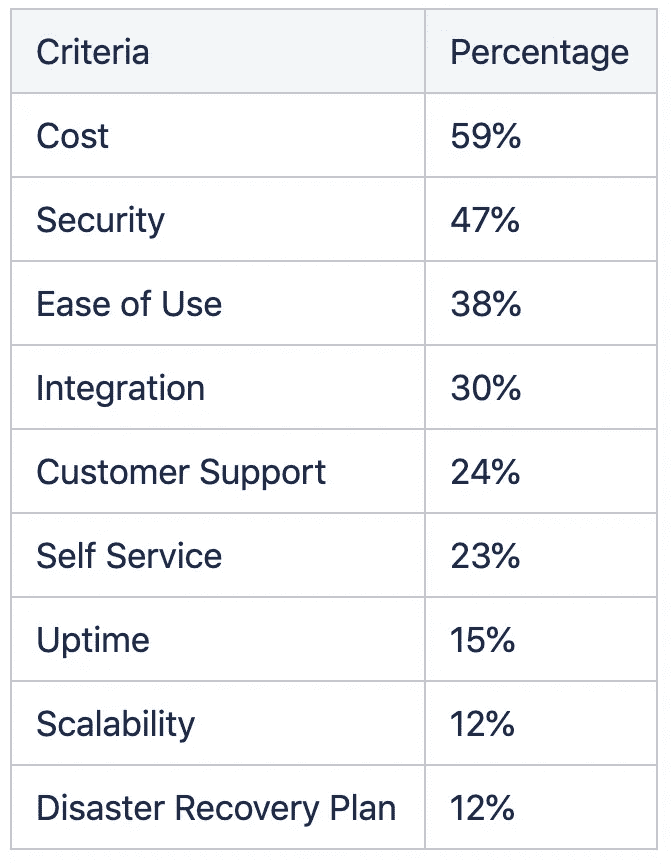 Criteria Percentage
Cost 59%
Security 47%
Ease of Use 38%
Integration 30%
Customer Support 24%
Self Service 23%
Uptime 15%
Scalability 12%
Disaster Recovery Plan 12%